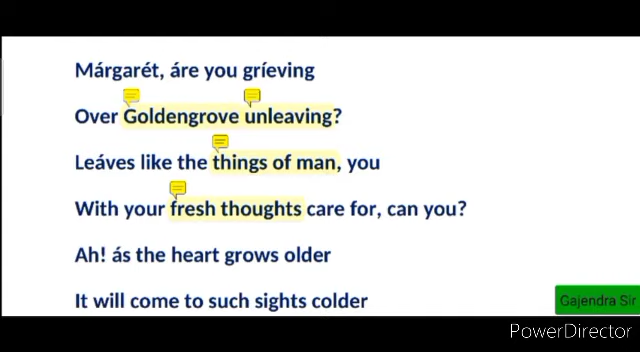 Márgarét, áre you gríeving
Over Goldengrove unleaving?
Leáves like the things of man, you
With your fresh thoughts care for, can you?
Ah! ás the heart grows older
It will come to such sights colder
Gajendra Sir
PowerDirector